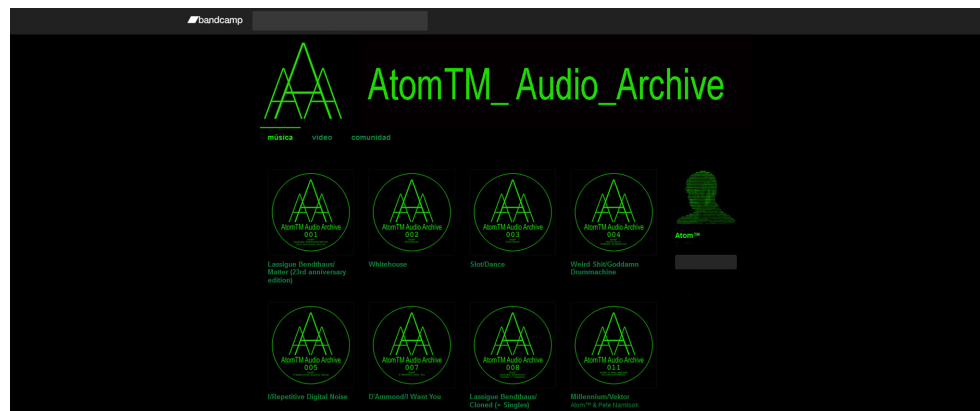 bandcamp
AtomTM_ Audio_Archive
música video comunidad
AtomTM Audio Archive
001
AtomTM Audio Archive
002
AtomTM Audio Archive
003
AtomTM Audio Archive
004
Atom™
Lassigue Bendthaus/
Matter (23rd anniversary
edition)
Whitehouse
Slot/Dance
Weird Shit/Goddamn
Drummachine
AtomTM Audio Archive
005
AtomTM Audio Archive
007
AtomTM Audio Archive
008
AtomTM Audio Archive
011
I/Repetitive Digital Noise
D'Ammond/I Want You
Lassigue Bendthaus/
Cloned (+ Singles)
Millennium/Vektor
Atom™ & Pete Namlook